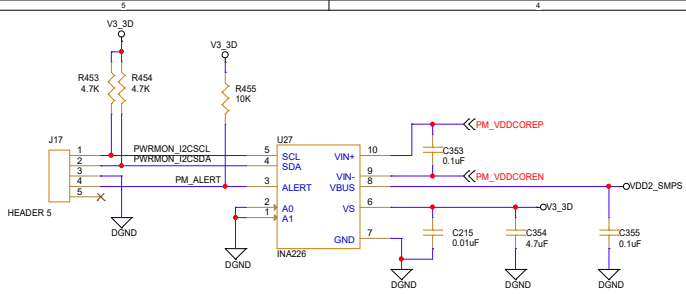 5
4
V3_3D
V3_3D
R453
4.7K
R454
4.7K
R455
10K
J17
U27
1
PWRMON_I2CSCL
5
SCL
VIN+
10
PM_VDDCOREP
2
PWRMON_I2CSDA
4
SDA
C353
0.1uF
3
VIN-
9
PM_VDDCOREN
4
PM_ALERT
3
ALERT
VBUS
8
VDD2_SMPS
5
HEADER 5
2
A0
VS
6
V3_3D
1
A1
DGND
GND
7
C215
0.01uF
C354
4.7uF
C355
0.1uF
INA226
DGND
DGND
DGND
DGND